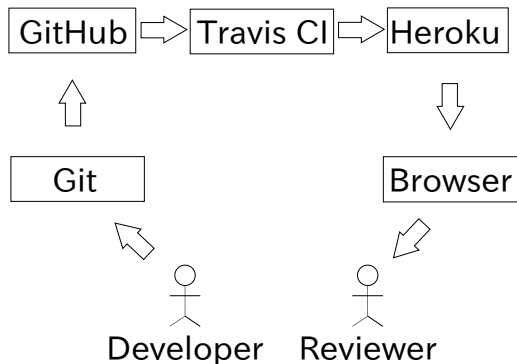 GitHub
Travis CI
Heroku
Git
Browser
Developer
Reviewer